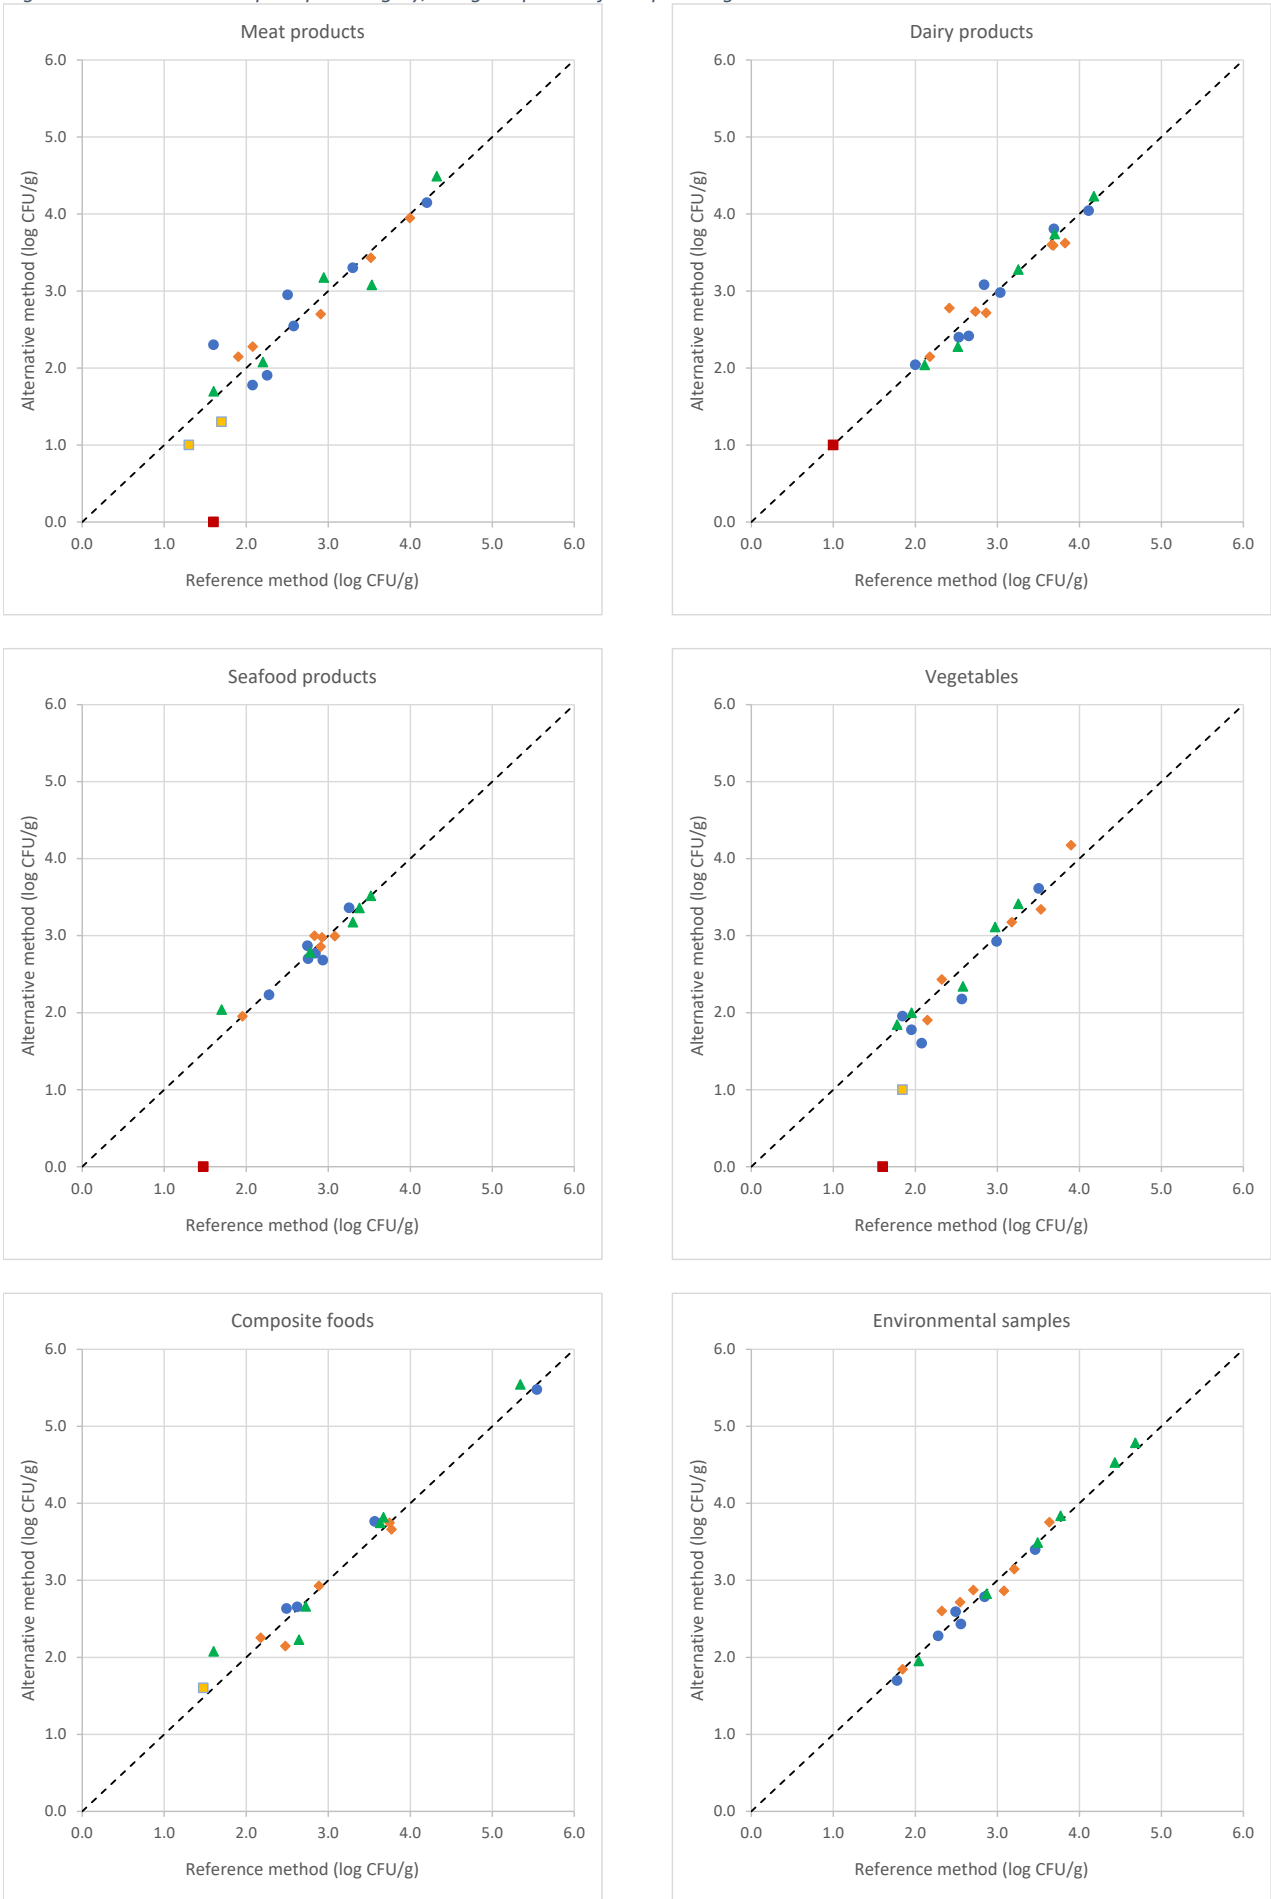 Meat products
6.0
5.0
4.0
3.0
2.0
1.0
0.0
0.0 1.0 2.0 3.0 4.0 5.0 6.0
Alternative method (log CFU/g)
Reference method (log CFU/g)
Dairy products
6.0
5.0
4.0
3.0
2.0
1.0
0.0
0.0 1.0 2.0 3.0 4.0 5.0 6.0
Alternative method (log CFU/g)
Reference method (log CFU/g)
Seafood products
6.0
5.0
4.0
3.0
2.0
1.0
0.0
0.0 1.0 2.0 3.0 4.0 5.0 6.0
Alternative method (log CFU/g)
Reference method (log CFU/g)
Vegetables
6.0
5.0
4.0
3.0
2.0
1.0
0.0
0.0 1.0 2.0 3.0 4.0 5.0 6.0
Alternative method (log CFU/g)
Reference method (log CFU/g)
Composite foods
6.0
5.0
4.0
3.0
2.0
1.0
0.0
0.0 1.0 2.0 3.0 4.0 5.0 6.0
Alternative method (log CFU/g)
Reference method (log CFU/g)
Environmental samples
6.0
5.0
4.0
3.0
2.0
1.0
0.0
0.0 1.0 2.0 3.0 4.0 5.0 6.0
Alternative method (log CFU/g)
Reference method (log CFU/g)